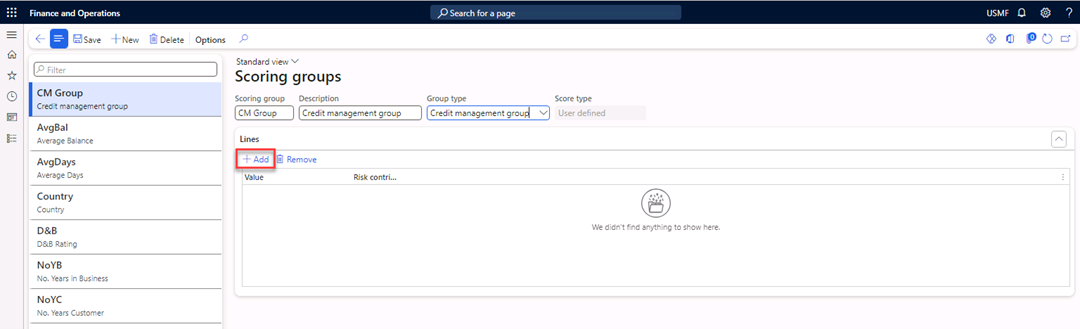 Finance and Operations
Search for a page
USMF
?
Save
New
Delete
Options
0
Filter
CM Group
Credit management group
AvgBal
Average Balance
AvgDays
Average Days
Country
Country
D&B
D&B Rating
NoYB
No. Years in Business
NoYC
No. Years Customer
Standard view
Scoring groups
Scoring group
Description
Group type
Score type
CM Group
Credit management group
Credit management group
User defined
Lines
Add
Remove
Value
Risk contri...
We didn't find anything to show here.